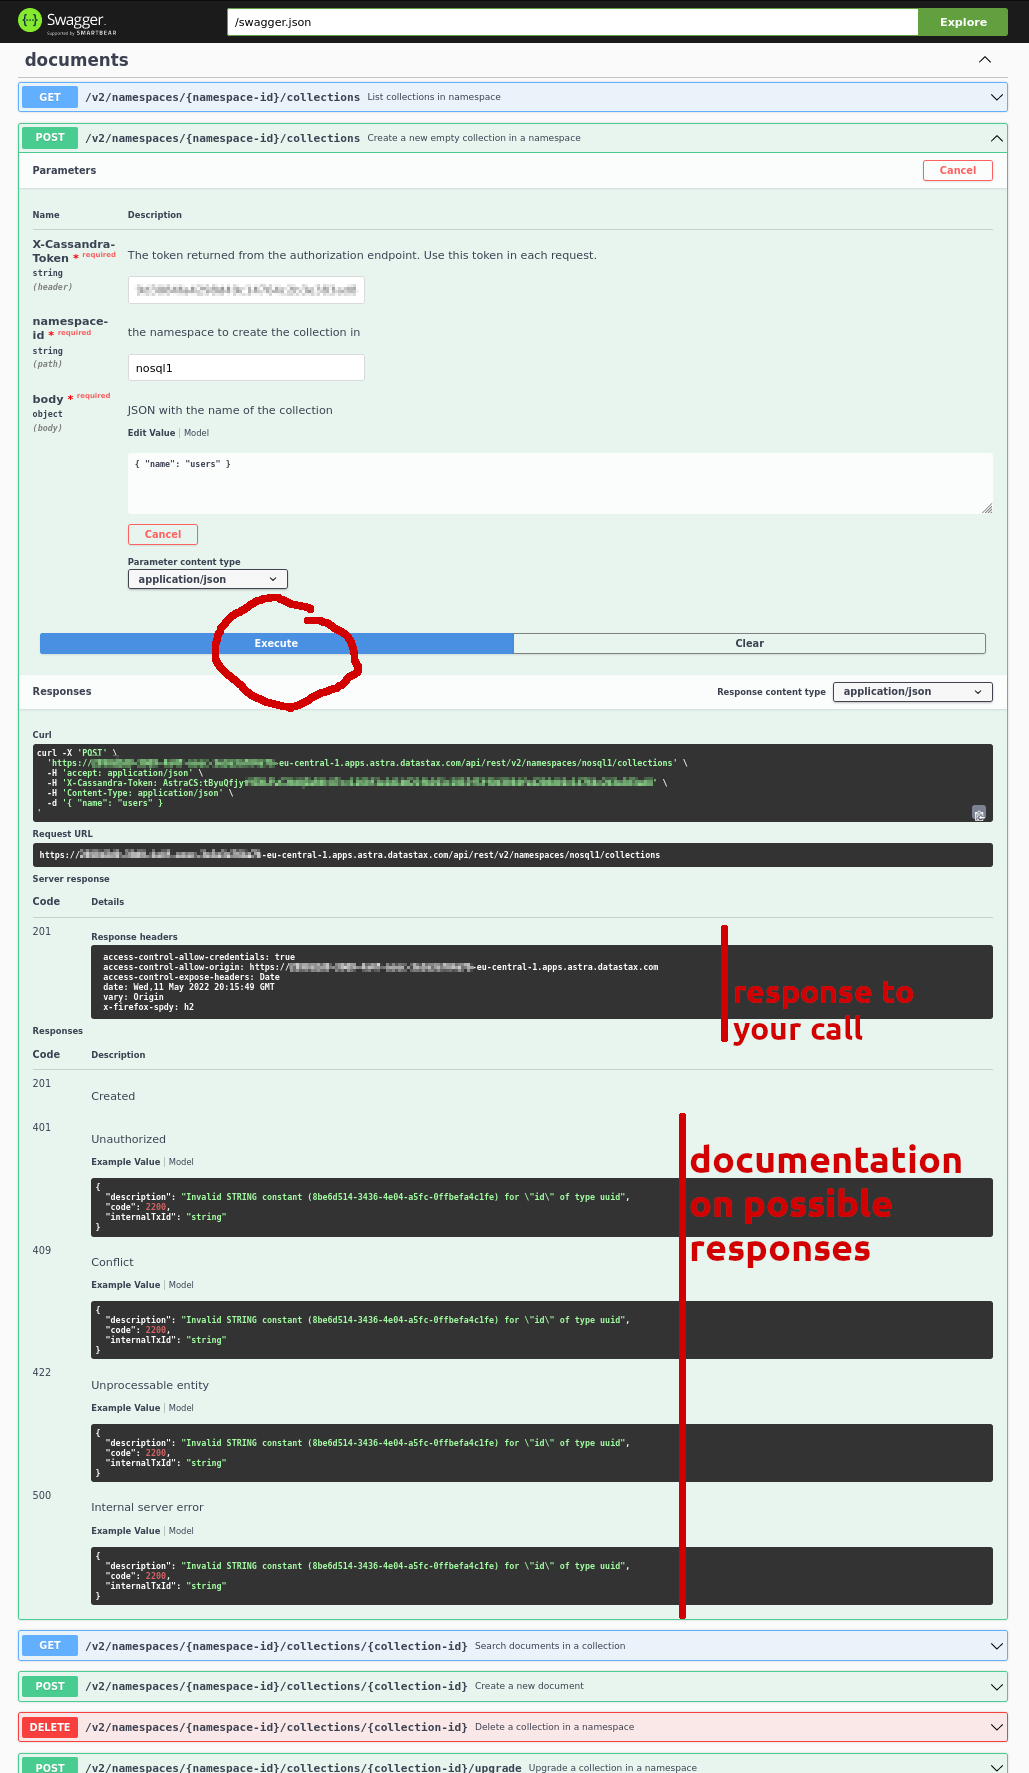 Swagger.
Supported by SMARTBEAR
/swagger.json
Explore
documents
GET /v2/namespaces/{namespace-id}/collections List collections in namespace
POST /v2/namespaces/{namespace-id}/collections Create a new empty collection in a namespace
Parameters
Cancel
Name Description
X-Cassandra-
Token * required
string
(header)
The token returned from the authorization endpoint. Use this token in each request.
namespace-
id * required
string
(path)
the namespace to create the collection in
nosql1
body * required
object
(body)
JSON with the name of the collection
Edit Value | Model
{ "name": "users" }
Cancel
Parameter content type
application/json
Execute
Clear
Responses
Response content type application/json
Curl
curl -X 'POST' \
'https:// -eu-central-1.apps.astra.datastax.com/api/rest/v2/namespaces/nosql1/collections' \
-H 'accept: application/json' \
-H 'X-Cassandra-Token: AstraCS:tByuQfjy ' \
-H 'Content-Type: application/json' \
-d '{ "name": "users" }
'
Request URL
https:// -eu-central-1.apps.astra.datastax.com/api/rest/v2/namespaces/nosql1/collections
Server response
Code Details
201
Response headers
access-control-allow-credentials: true
access-control-allow-origin: https:// -eu-central-1.apps.astra.datastax.com
access-control-expose-headers: Date
date: Wed,11 May 2022 20:15:49 GMT
vary: Origin
x-firefox-spdy: h2
response to
your call
Responses
Code Description
201
Created
401
Unauthorized
Example Value | Model
{
"description": "Invalid STRING constant (8be6d514-3436-4e04-a5fc-0ffbefa4c1fe) for \"id\" of type uuid",
"code": 2200,
"internalTxId": "string"
}
documentation
on possible
responses
409
Conflict
Example Value | Model
{
"description": "Invalid STRING constant (8be6d514-3436-4e04-a5fc-0ffbefa4c1fe) for \"id\" of type uuid",
"code": 2200,
"internalTxId": "string"
}
422
Unprocessable entity
Example Value | Model
{
"description": "Invalid STRING constant (8be6d514-3436-4e04-a5fc-0ffbefa4c1fe) for \"id\" of type uuid",
"code": 2200,
"internalTxId": "string"
}
500
Internal server error
Example Value | Model
{
"description": "Invalid STRING constant (8be6d514-3436-4e04-a5fc-0ffbefa4c1fe) for \"id\" of type uuid",
"code": 2200,
"internalTxId": "string"
}
GET /v2/namespaces/{namespace-id}/collections/{collection-id} Search documents in a collection
POST /v2/namespaces/{namespace-id}/collections/{collection-id} Create a new document
DELETE /v2/namespaces/{namespace-id}/collections/{collection-id} Delete a collection in a namespace
POST /v2/namespaces/{namespace-id}/collections/{collection-id}/upgrade Upgrade a collection in a namespace